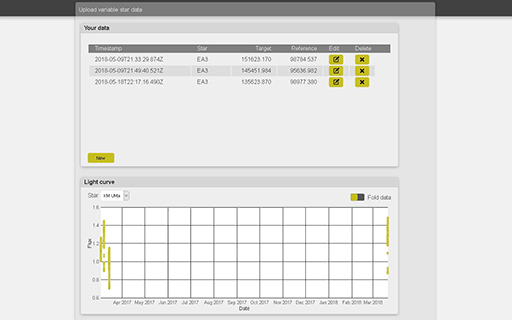 Upload variable star data
Your data
Timestamp Star Target Reference Edit Delete
2018-05-09T21:33:29.874Z EA3 151623.170 98784.537
2018-05-09T21:49:40.521Z EA3 145451.984 95636.982
2018-05-18T22:17:16.490Z EA3 135623.870 98977.380
New
Light curve
Star HM UMa Fold data
1.6
1.4
1.2
1.0
0.8
0.6
Flux
Apr 2017 May 2017 Jun 2017 Jul 2017 Aug 2017 Sep 2017 Oct 2017 Nov 2017 Dec 2017 Jan 2018 Feb 2018 Mar 2018
Date